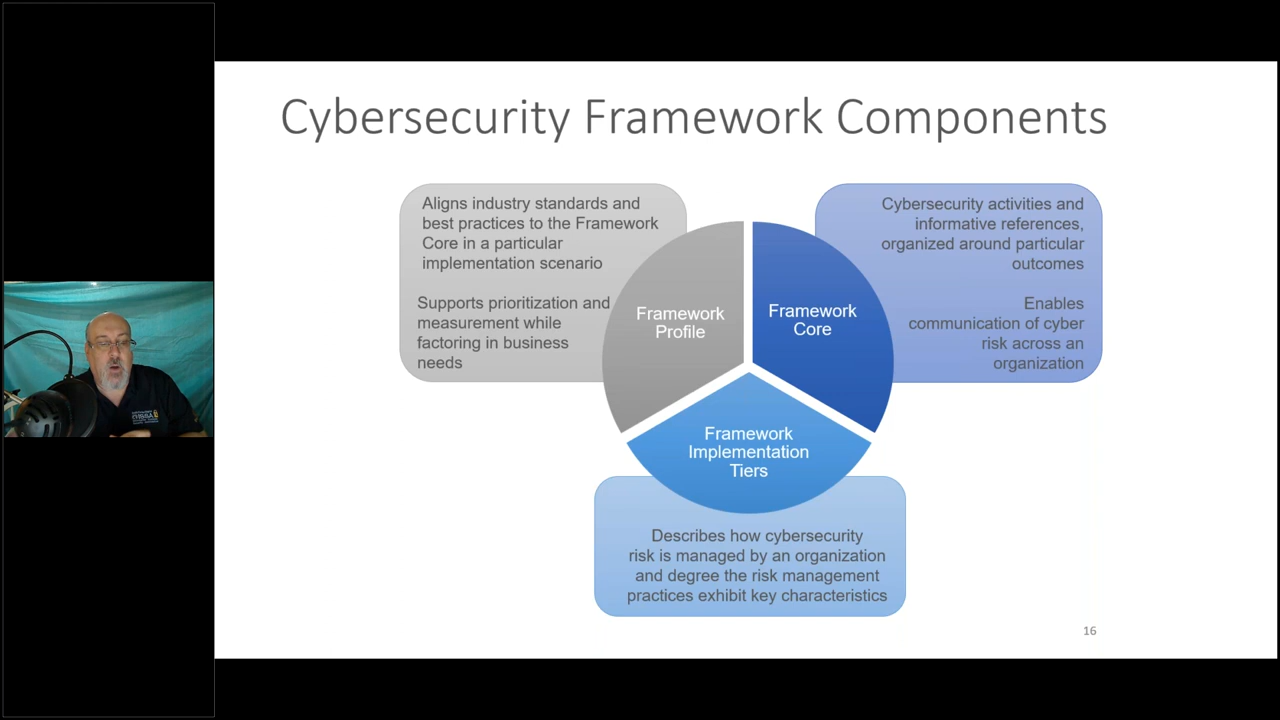 Cybersecurity Framework Components
Aligns industry standards and
best practices to the Framework
Core in a particular
implementation scenario
Supports prioritization and
measurement while
factoring in business
needs
Cybersecurity activities and
informative references,
organized around particular
outcomes
Enables
communication of cyber
risk across an
organization
Framework
Profile
Framework
Core
Framework
Implementation
Tiers
Describes how cybersecurity
risk is managed by an organization
and degree the risk management
practices exhibit key characteristics
16